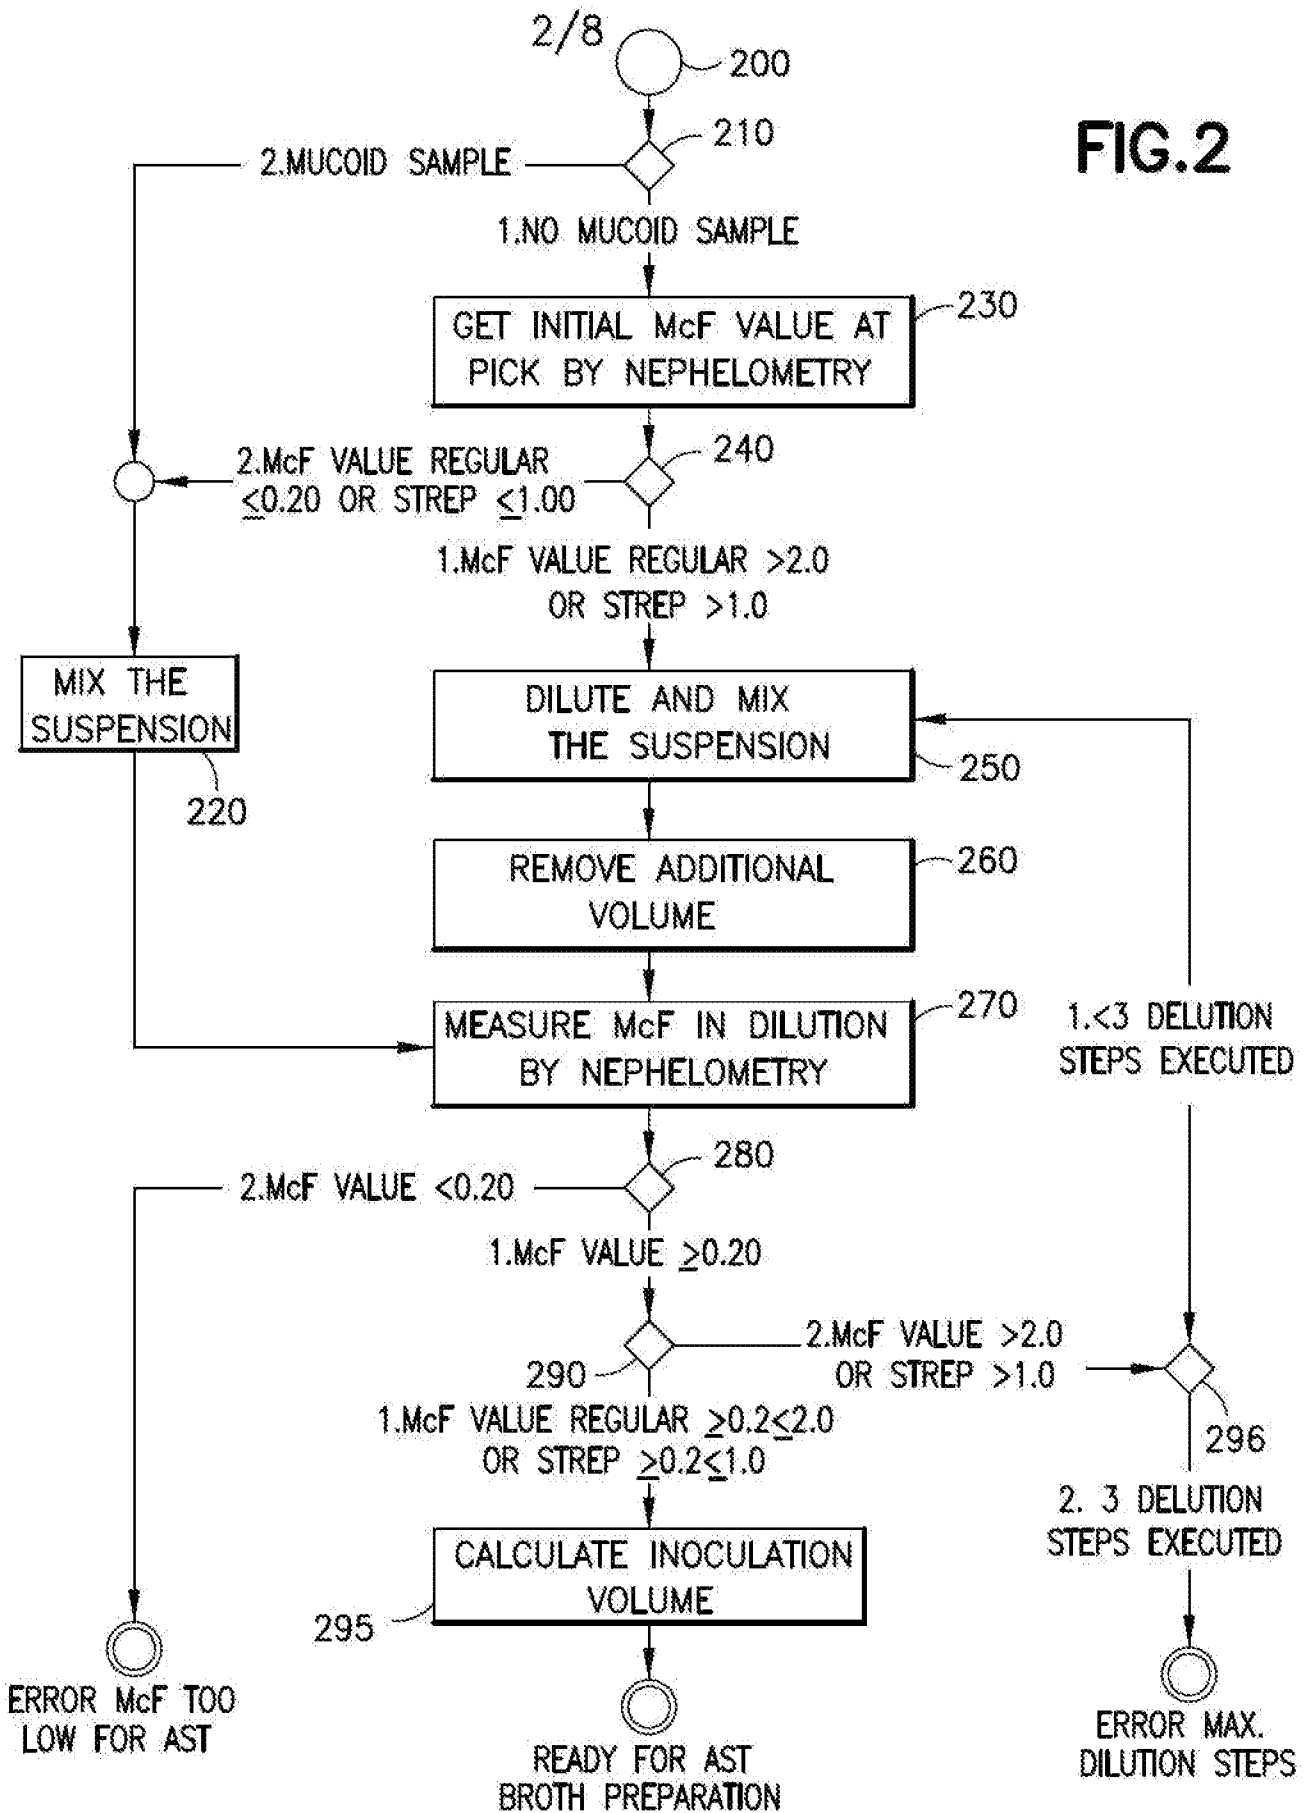 2/8
200
FIG.2
210
2.MUCOID SAMPLE
1.NO MUCOID SAMPLE
230
GET INITIAL McF VALUE AT
PICK BY NEPHELOMETRY
240
2.McF VALUE REGULAR
≤0.20 OR STREP ≤1.00
1.McF VALUE REGULAR >2.0
OR STREP >1.0
MIX THE
SUSPENSION
220
DILUTE AND MIX
THE SUSPENSION
250
REMOVE ADDITIONAL
VOLUME
260
MEASURE McF IN DILUTION
BY NEPHELOMETRY
270
1.<3 DELUTION
STEPS EXECUTED
280
2.McF VALUE <0.20
1.McF VALUE ≥0.20
290
2.McF VALUE >2.0
OR STREP >1.0
296
1.McF VALUE REGULAR ≥0.2≤2.0
OR STREP ≥0.2≤1.0
2. 3 DELUTION
STEPS EXECUTED
CALCULATE INOCULATION
VOLUME
295
ERROR McF TOO
LOW FOR AST
READY FOR AST
BROTH PREPARATION
ERROR MAX.
DILUTION STEPS